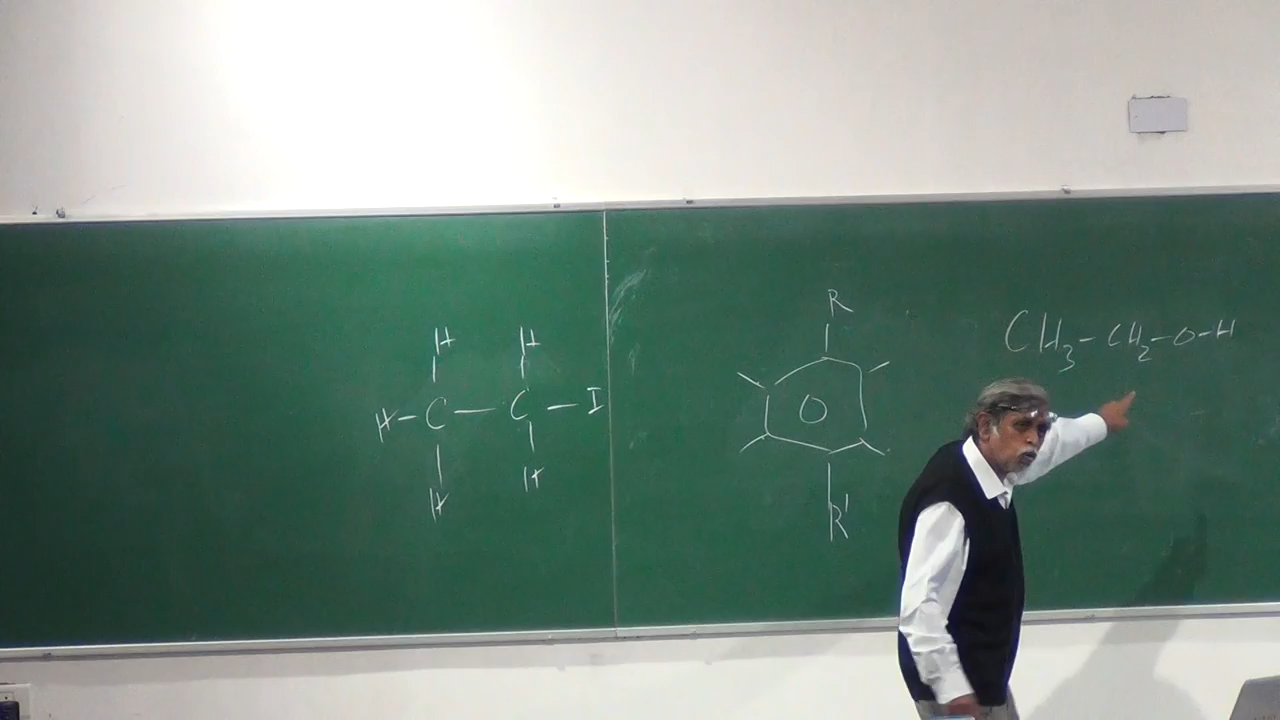 H H
H-C-C-I
H H
R
R'
CH₃-CH₂-O-H